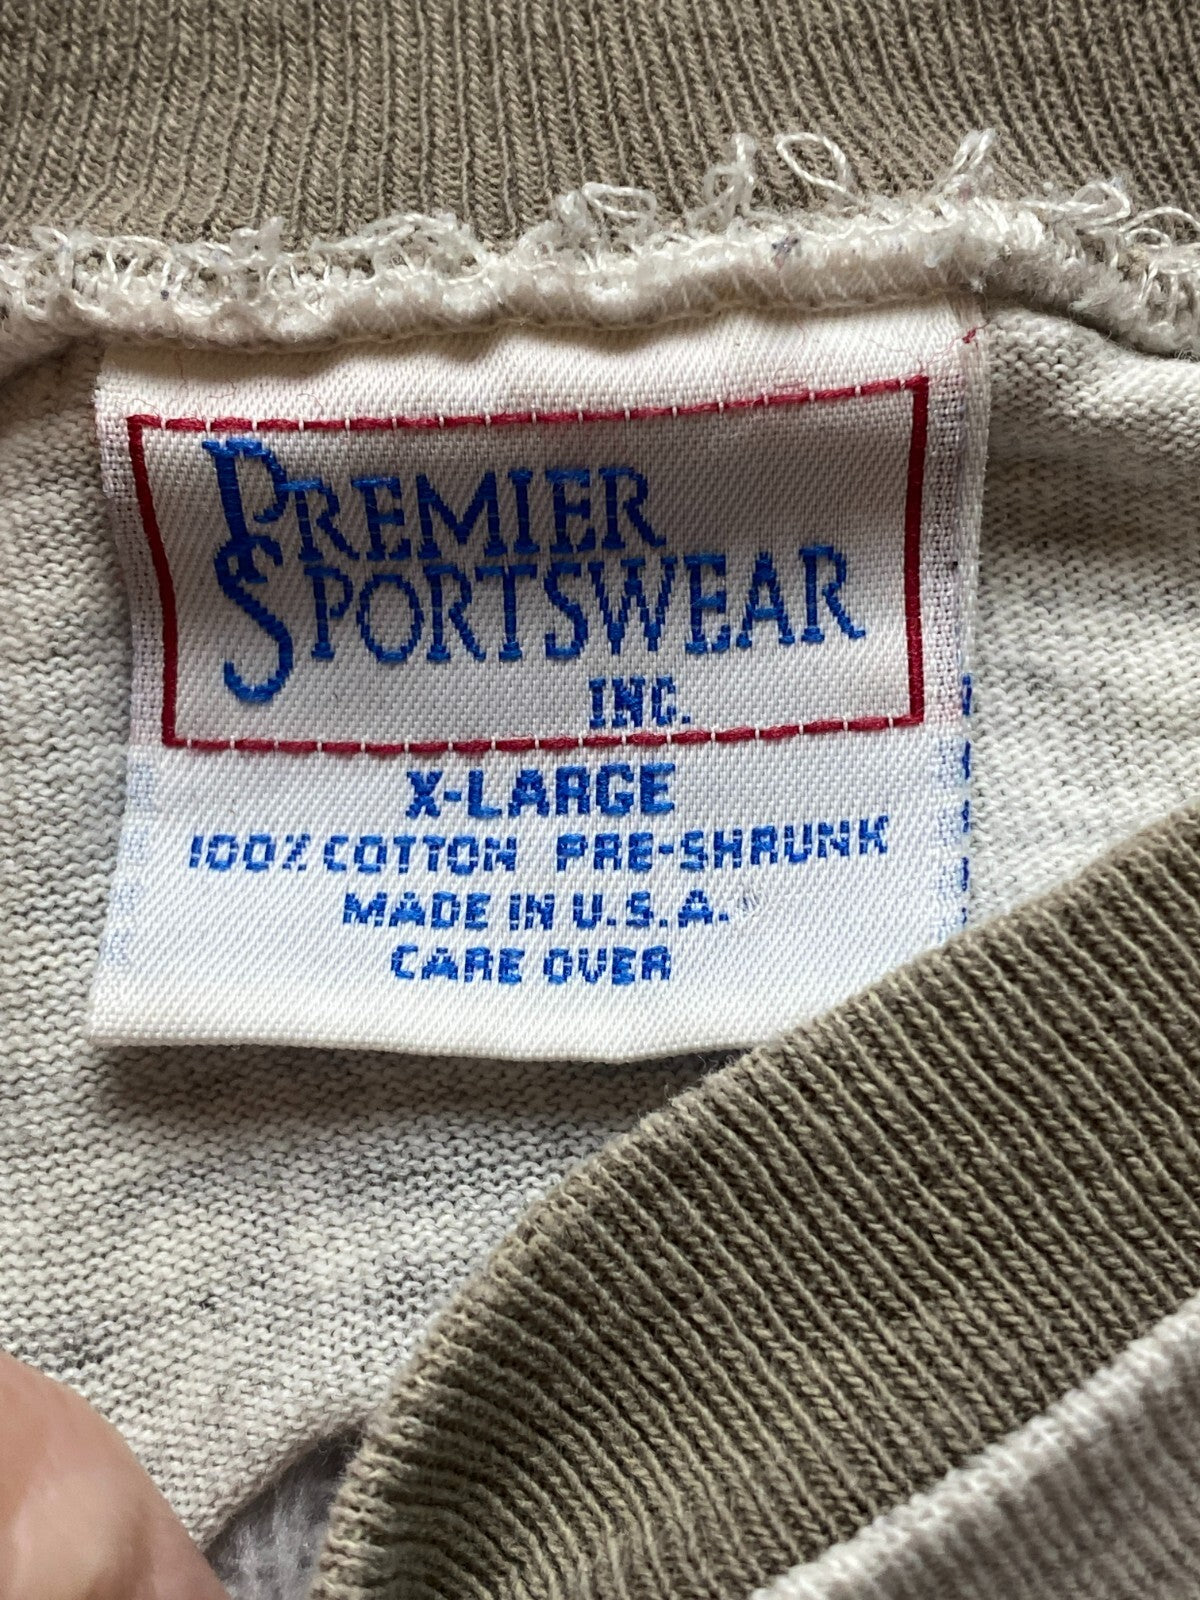 PREMIER
SPORTSWEAR
INC.
X-LARGE
100% COTTON PRE-SHRUNK
MADE IN U.S.A.
CARE OVER